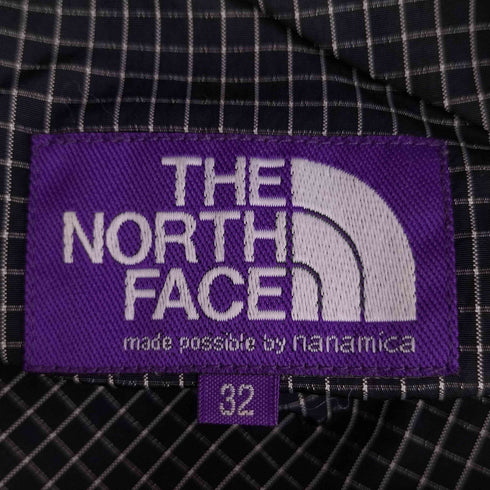 THE
NORTH
FACE
made possible by nanamica
32